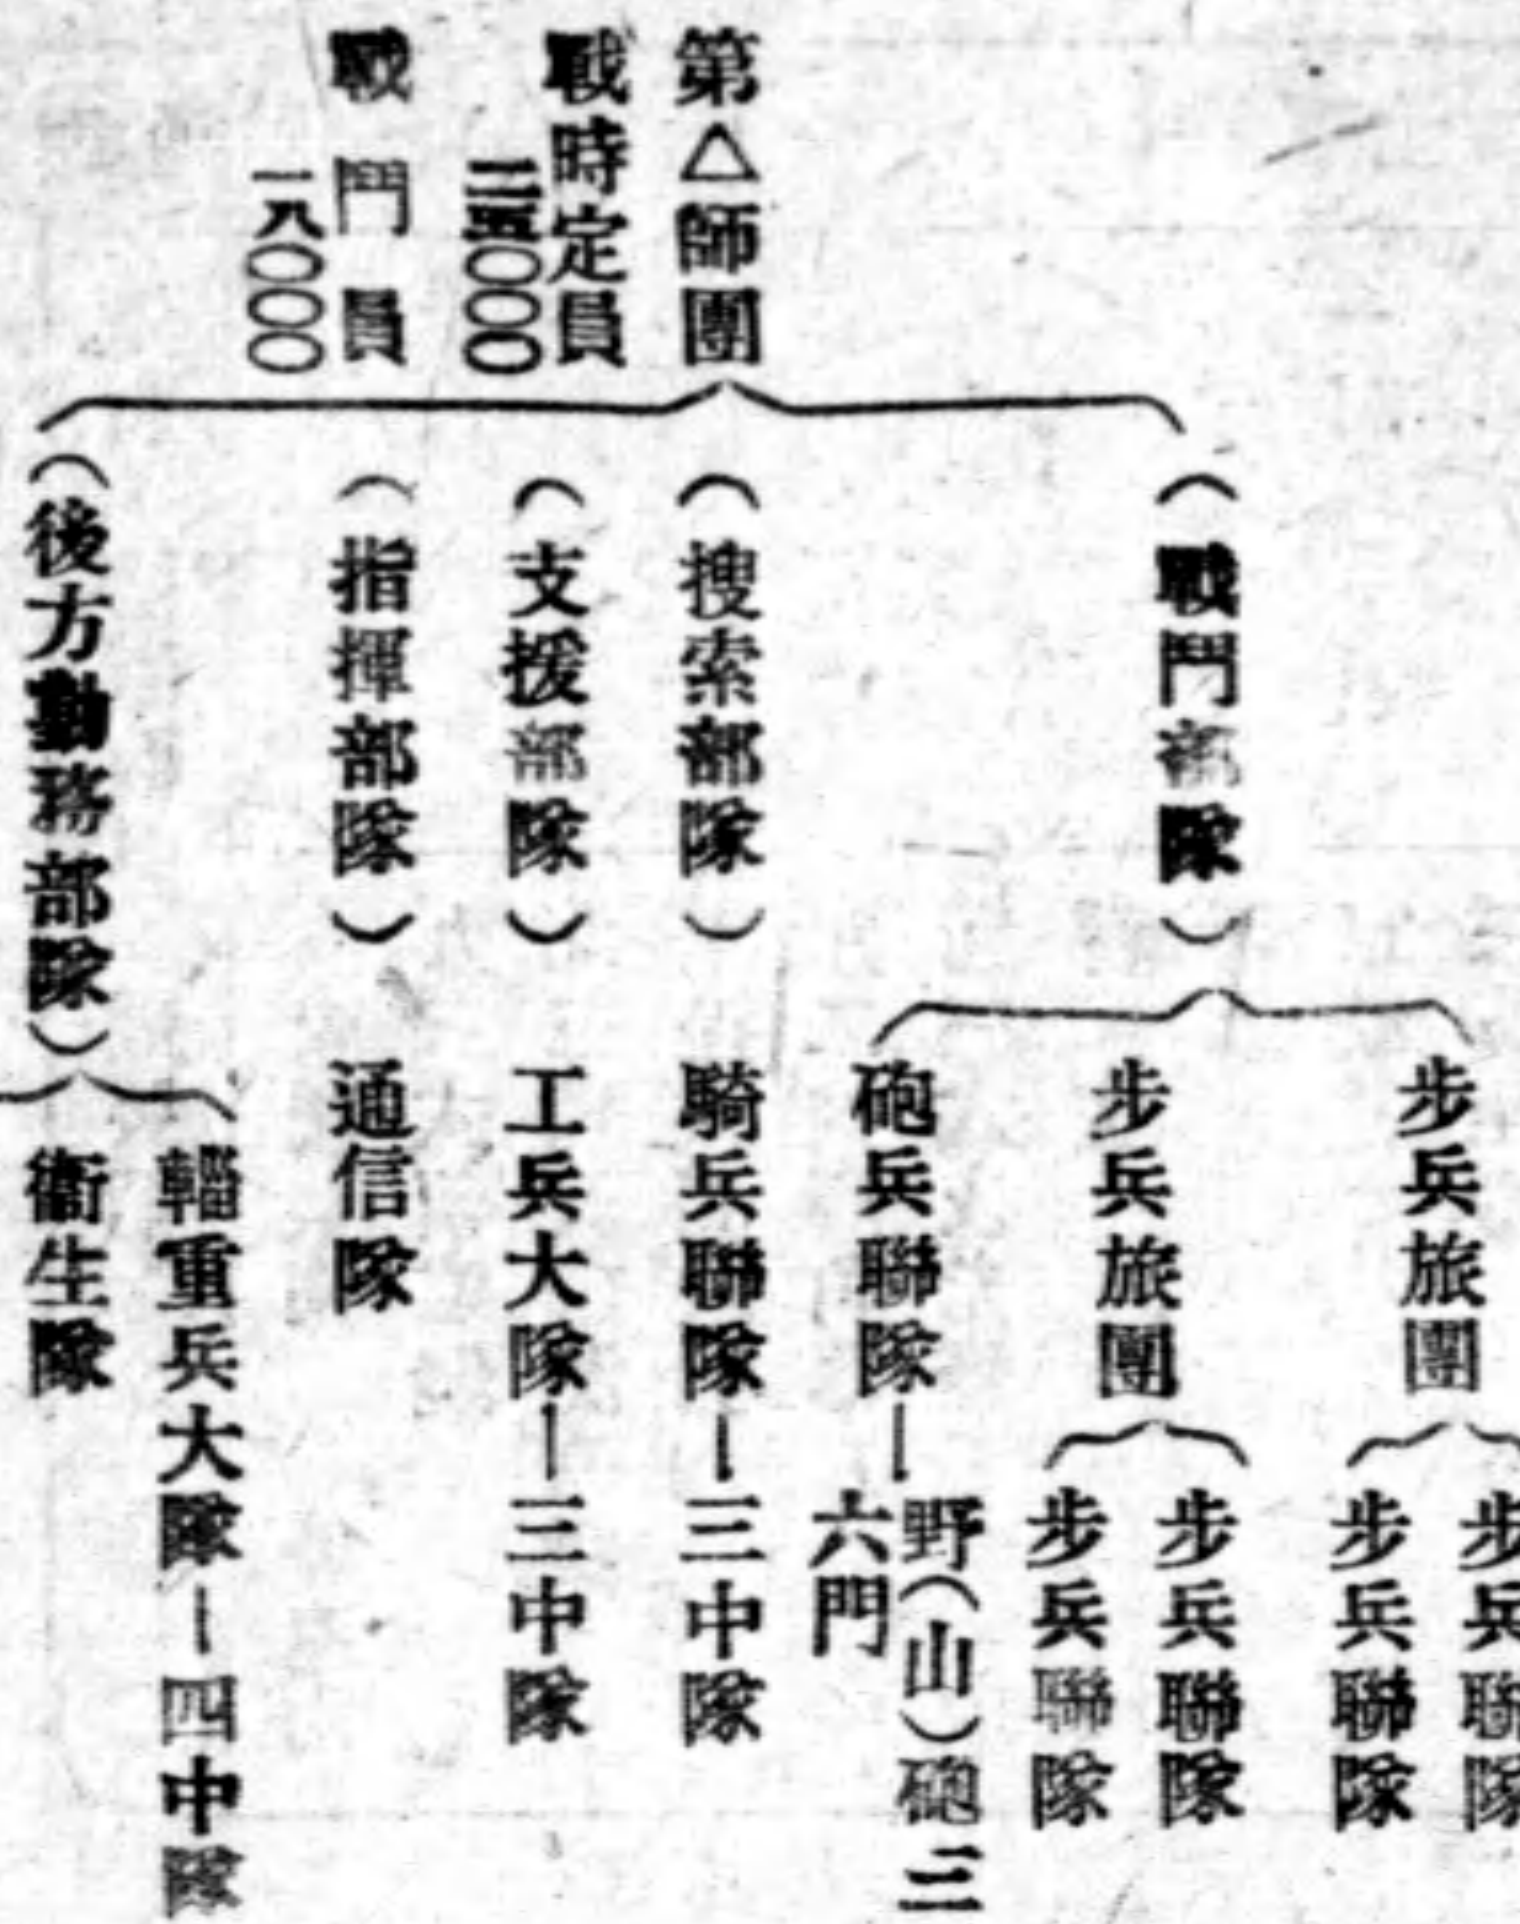 第△師團
戰時定員
二五〇〇〇
戰鬥員
一八〇〇〇
(戰鬥部隊)
(搜索部隊)
(支援部隊)
(指揮部隊)
(後方勤務部隊)
步兵旅團
步兵旅團
砲兵聯隊—
騎兵聯隊—三中隊
工兵大隊—三中隊
通信隊
輜重兵大隊—四中隊
衞生隊
步兵聯隊
步兵聯隊
步兵聯隊
步兵聯隊
野(山)砲三
六門